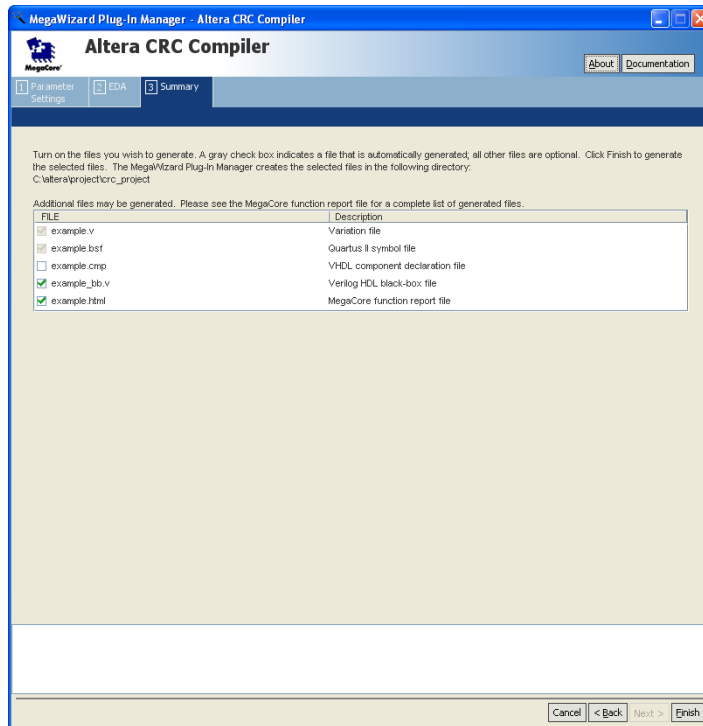 MegaWizard Plug-In Manager - Altera CRC Compiler
MegaCore'
Altera CRC Compiler
About Documentation
1 Parameter Settings
2 EDA
3 Summary
Turn on the files you wish to generate. A gray check box indicates a file that is automatically generated; all other files are optional. Click Finish to generate
the selected files. The MegaWizard Plug-In Manager creates the selected files in the following directory:
C:\altera\project\crc_project
Additional files may be generated. Please see the MegaCore function report file for a complete list of generated files.
FILE Description
example.v Variation file
example.bsf Quartus II symbol file
example.cmp VHDL component declaration file
example_bb.v Verilog HDL black-box file
example.html MegaCore function report file
Cancel < Back Next > Finish